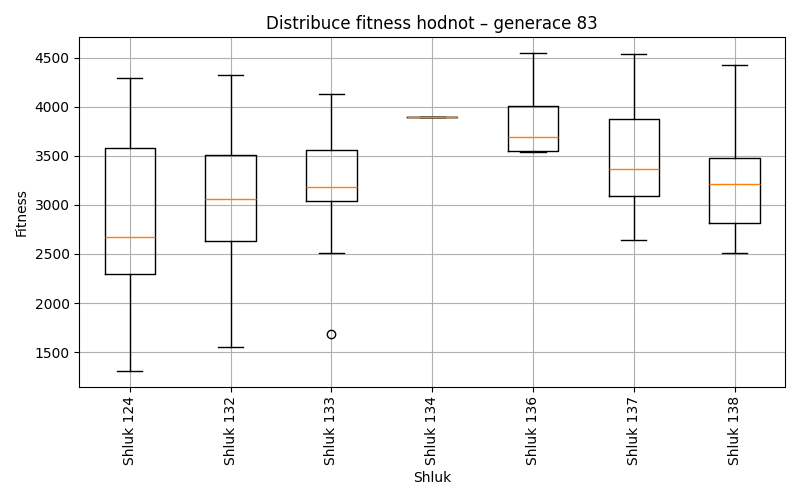 Distribuce fitness hodnot – generace 83
4500
4000
3500
3000
2500
2000
1500
Fitness
Shluk 124
Shluk 132
Shluk 133
Shluk 134
Shluk 136
Shluk 137
Shluk 138
Shluk